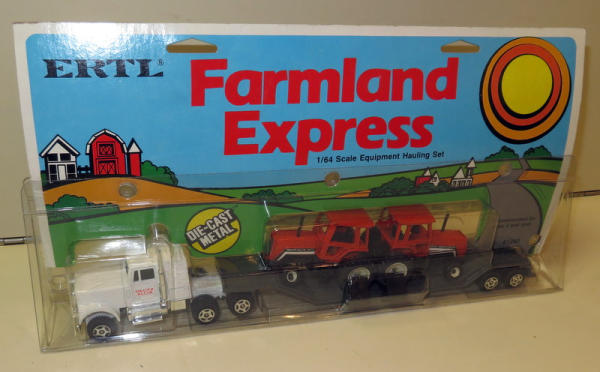 ERTL®
Farmland
Express
1/64 Scale Equipment Hauling Set
DIE-CAST
METAL